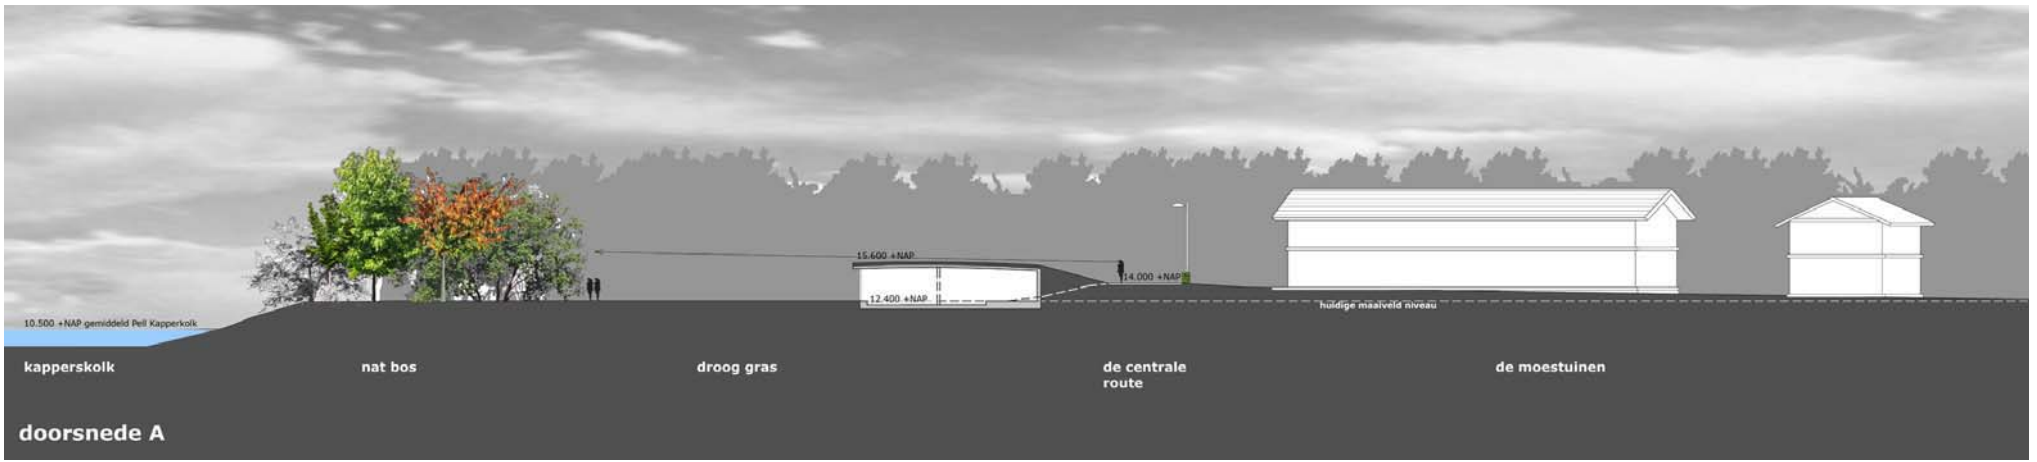 15.600 +NAP
14.000 +NAP
12.400 +NAP
huidige maaiveld niveau
10.500 +NAP gemiddeld Peil Kapperkolk
kapperskolk
nat bos
droog gras
de centrale
route
de moestuinen
doorsnede A